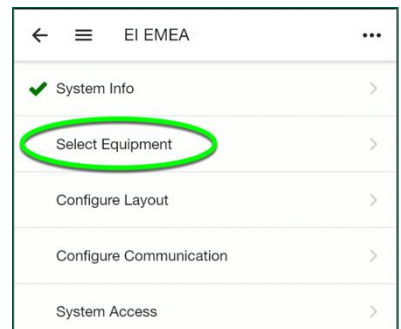 EI EMEA
System Info
Select Equipment
Configure Layout
Configure Communication
System Access